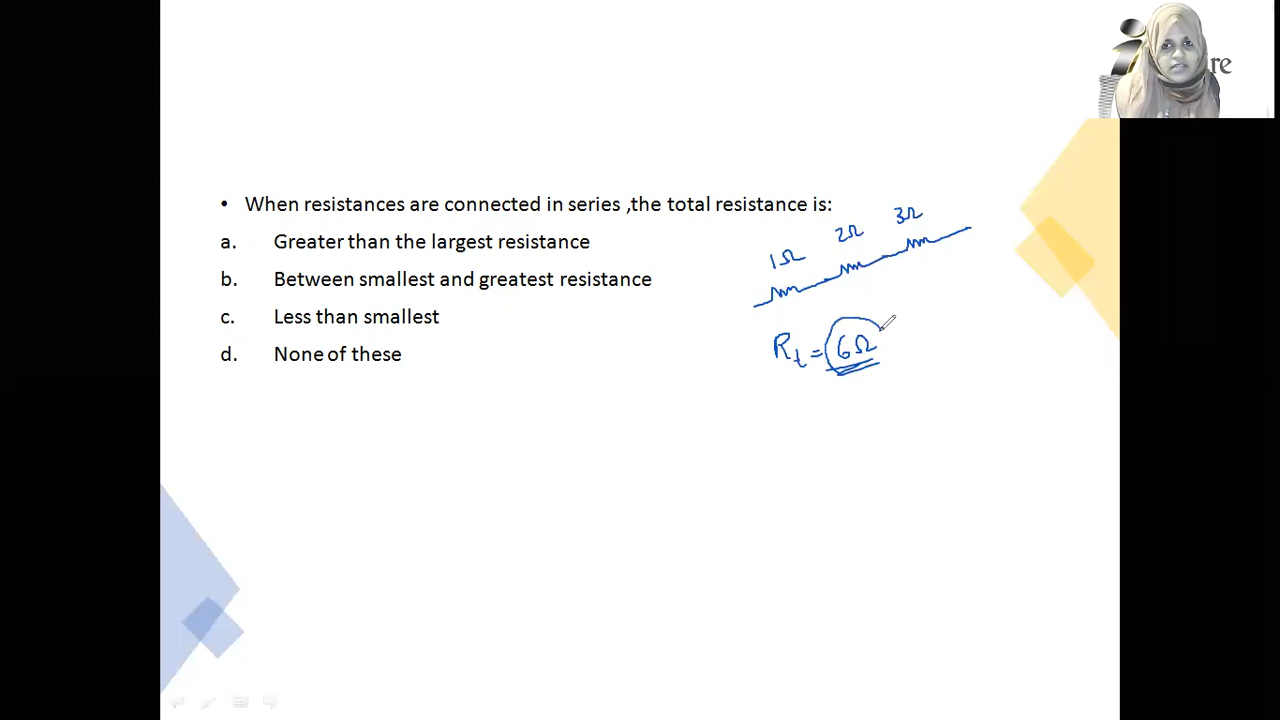 re
• When resistances are connected in series ,the total resistance is:
a. Greater than the largest resistance
b. Between smallest and greatest resistance
c. Less than smallest
d. None of these
1Ω 2Ω 3Ω
Rt = 6Ω